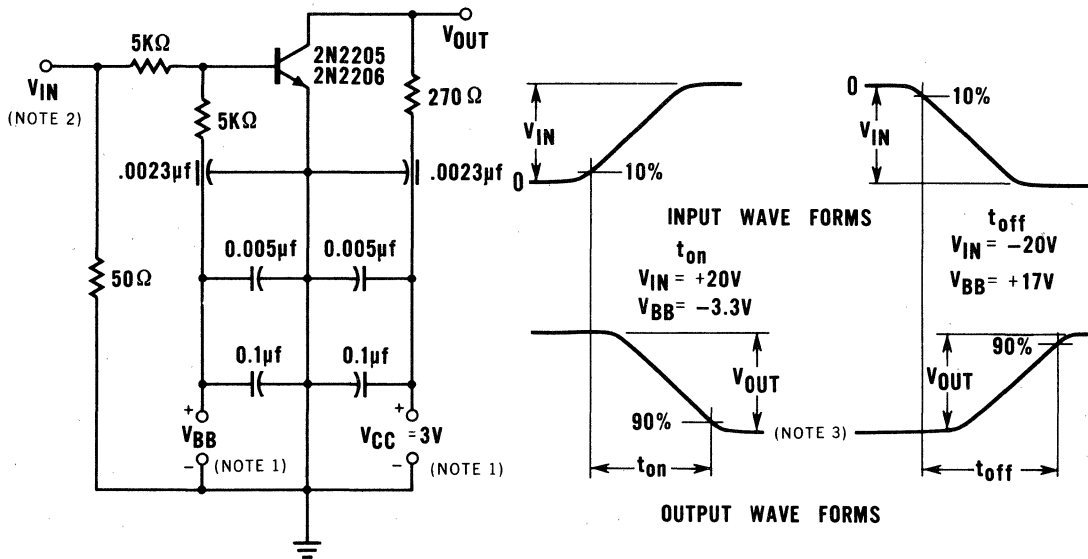 V_OUT
5KΩ
2N2205
2N2206
V_IN
(NOTE 2)
5KΩ
270 Ω
.0023µf
.0023µf
0.005µf
0.005µf
50Ω
0.1µf
0.1µf
+
+
V_BB
V_CC = 3V
−
(NOTE 1)
−
(NOTE 1)
0
V_IN
10%
0
V_IN
10%
INPUT WAVE FORMS
t_on
V_IN = +20V
V_BB= −3.3V
t_off
V_IN = −20V
V_BB= +17V
V_OUT
90%
(NOTE 3)
t_on
90%
V_OUT
t_off
OUTPUT WAVE FORMS